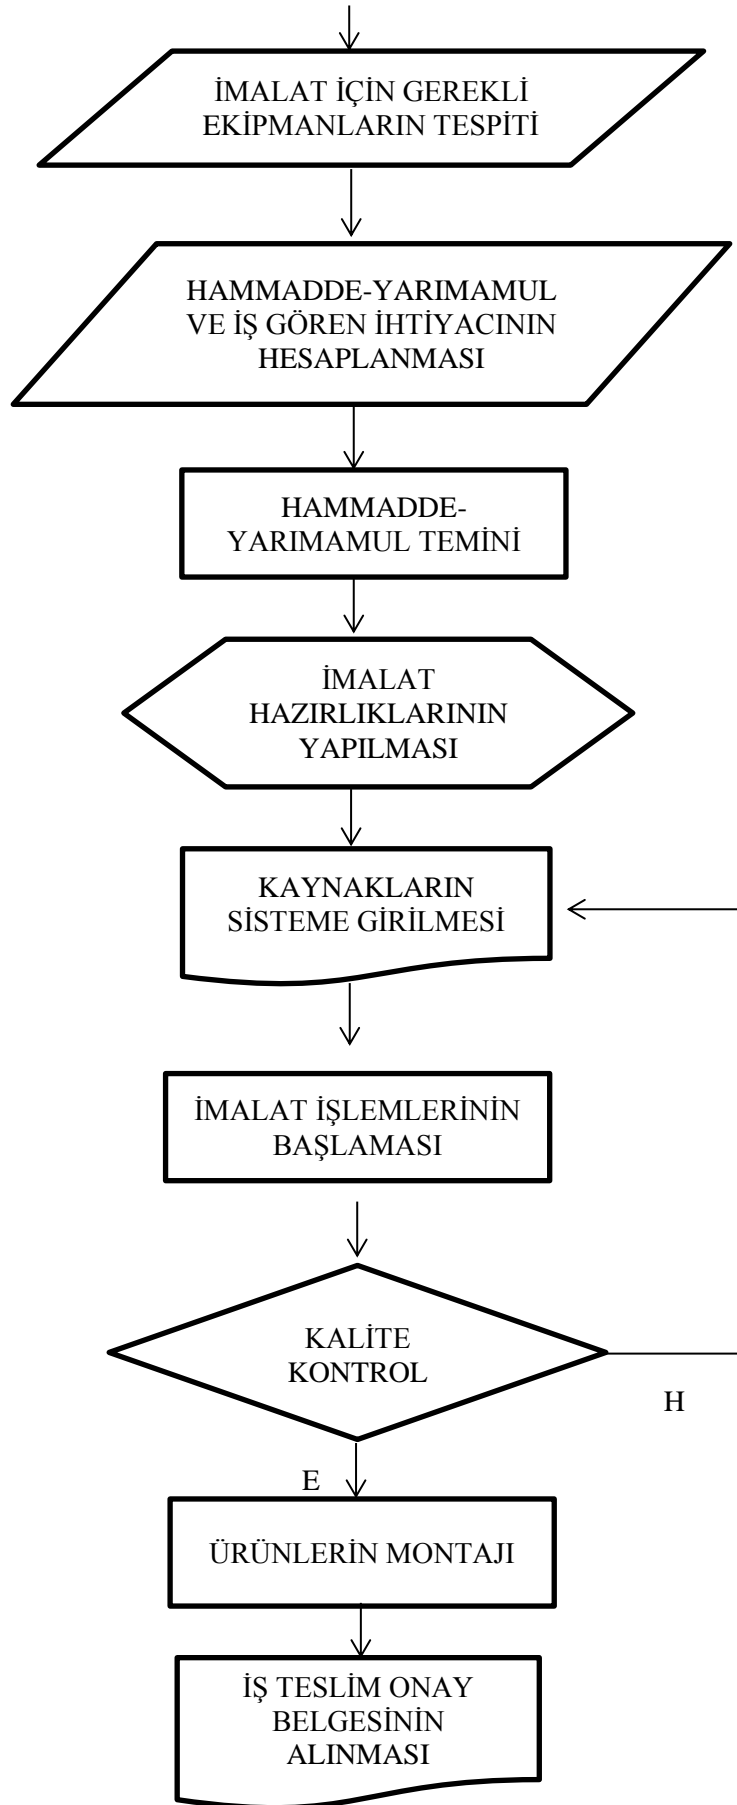 İMALAT İÇİN GEREKLİ
EKİPMANLARIN TESPİTİ
HAMMADDE-YARIMAMUL
VE İŞ GÖREN İHTİYACININ
HESAPLANMASI
HAMMADDE-
YARIMAMUL TEMİNİ
İMALAT
HAZIRLIKLARININ
YAPILMASI
KAYNAKLARIN
SİSTEME GİRİLMESİ
İMALAT İŞLEMLERİNİN
BAŞLAMASI
KALİTE
KONTROL
H
E
ÜRÜNLERİN MONTAJI
İŞ TESLİM ONAY
BELGESİNİN
ALINMASI